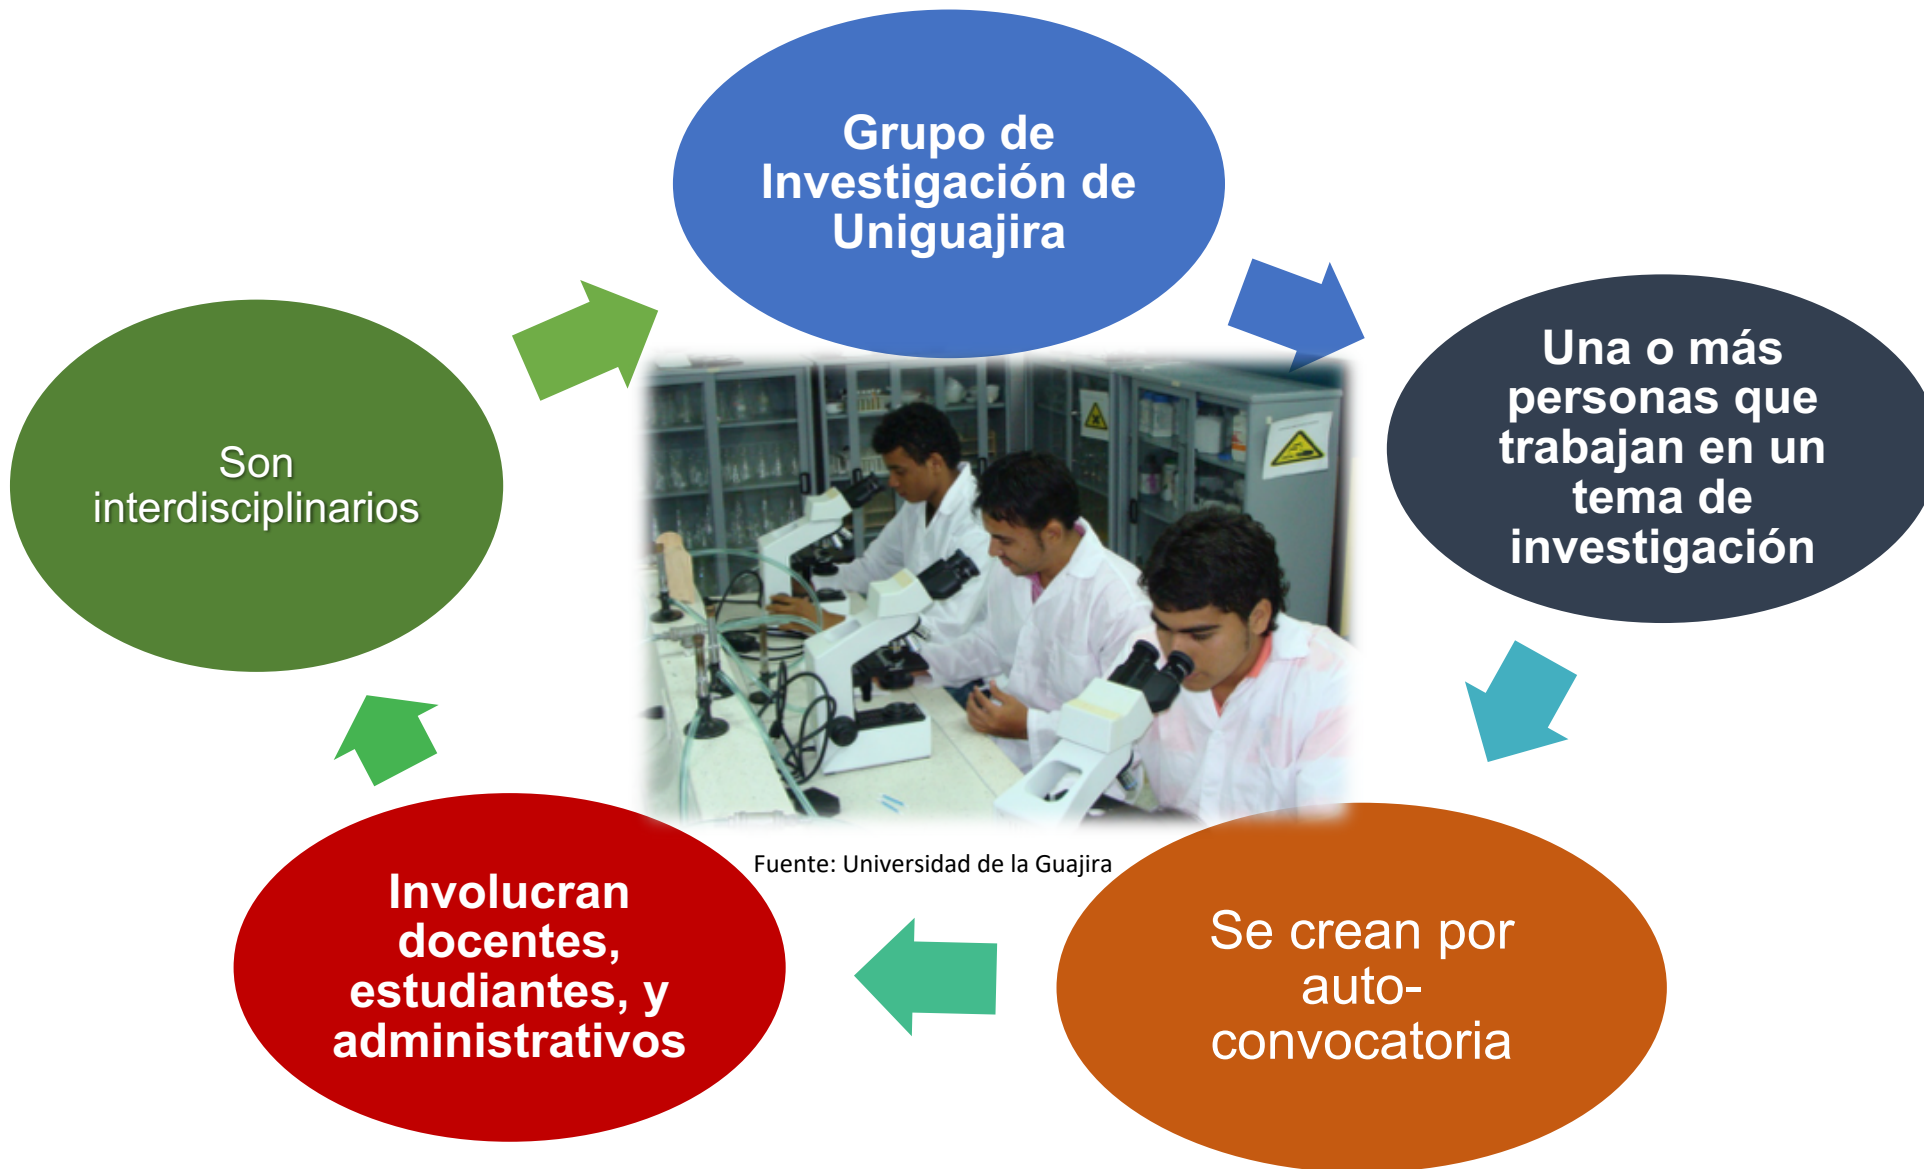 Grupo de
Investigación de
Uniguajira
Una o más
personas que
trabajan en un
tema de
investigación
Se crean por
auto-
convocatoria
Involucran
docentes,
estudiantes, y
administrativos
Son
interdisciplinarios
Fuente: Universidad de la Guajira